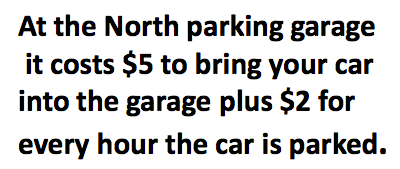 At the North parking garage
it costs $5 to bring your car
into the garage plus $2 for
every hour the car is parked.